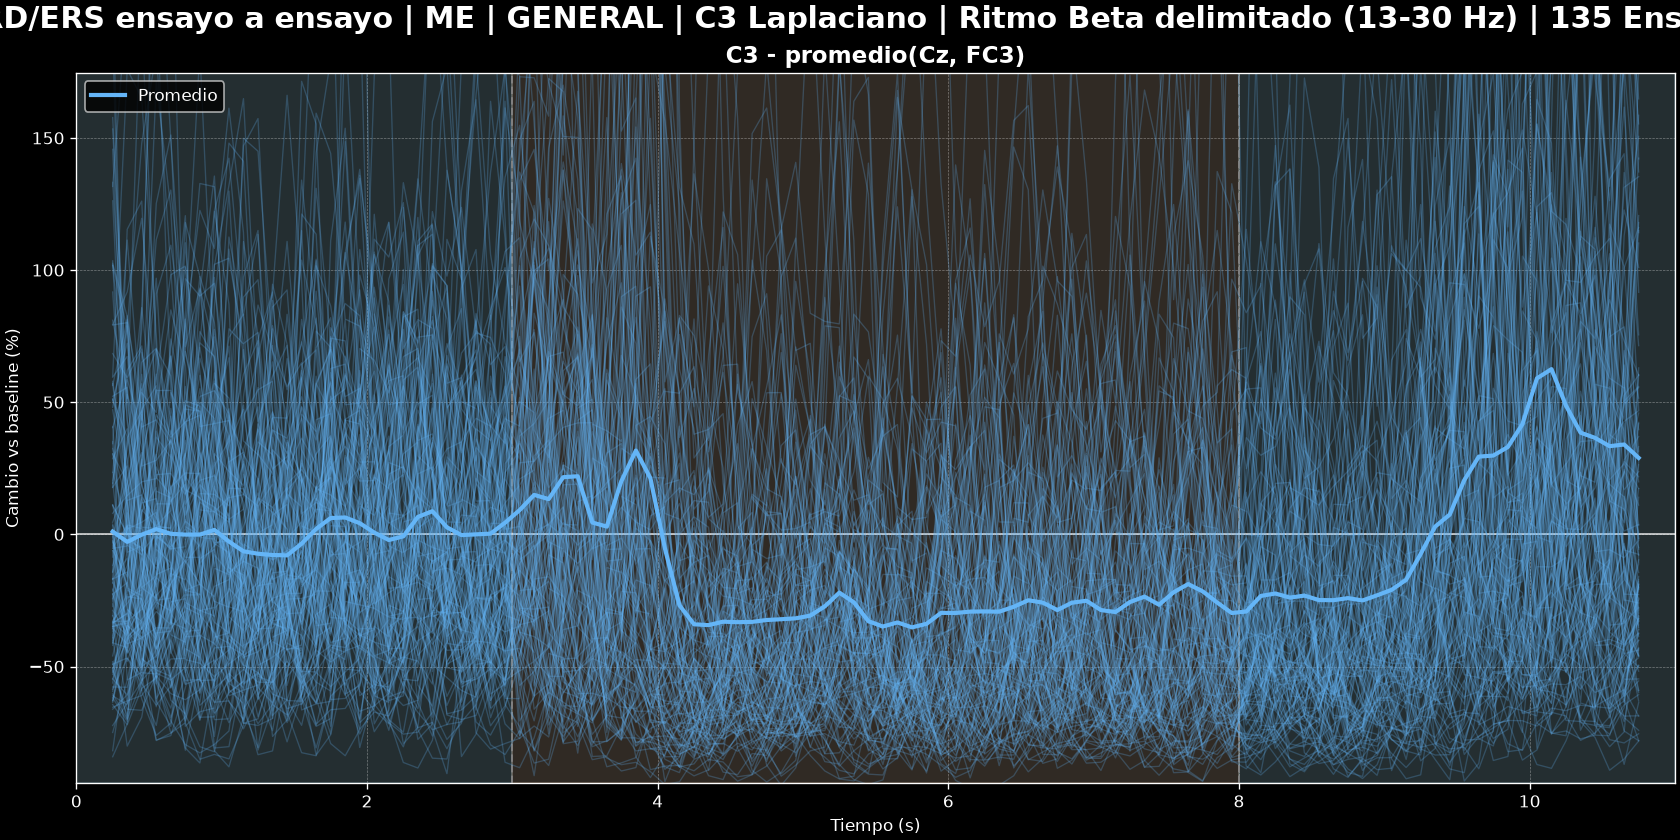 RD/ERS ensayo a ensayo | ME | GENERAL | C3 Laplaciano | Ritmo Beta delimitado (13-30 Hz) | 135 Ens
C3 - promedio(Cz, FC3)
Promedio
Cambio vs baseline (%)
150
100
50
0
−50
0 2 4 6 8 10
Tiempo (s)